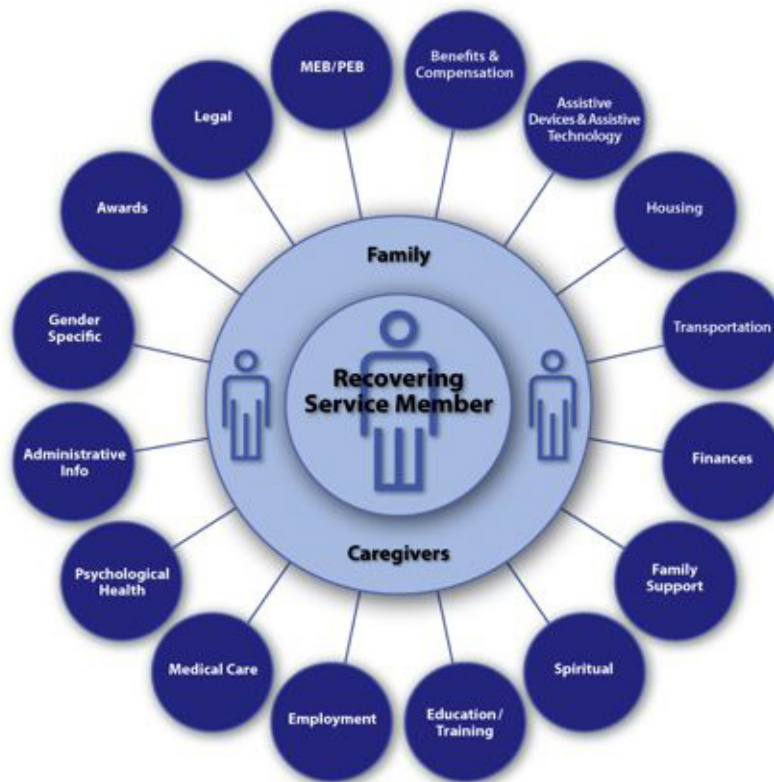 MEB/PEB
Benefits &
Compensation
Assistive
Devices & Assistive
Technology
Housing
Transportation
Finances
Family
Support
Spiritual
Education/
Training
Employment
Medical Care
Psychological
Health
Administrative
Info
Gender
Specific
Awards
Legal
Family
Recovering
Service Member
Caregivers